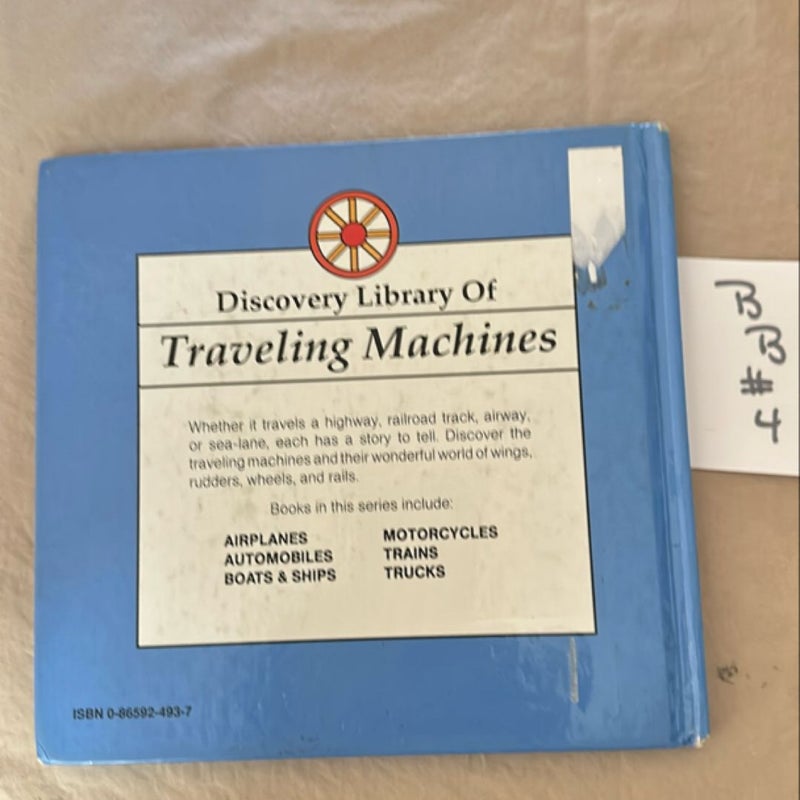 Discovery Library Of
Traveling Machines
Whether it travels a highway, railroad track, airway,
or sea-lane, each has a story to tell. Discover the
traveling machines and their wonderful world of wings,
rudders, wheels, and rails.
Books in this series include:
AIRPLANES
AUTOMOBILES
BOATS & SHIPS
MOTORCYCLES
TRAINS
TRUCKS
ISBN 0-86592-493-7
B
B
#
4